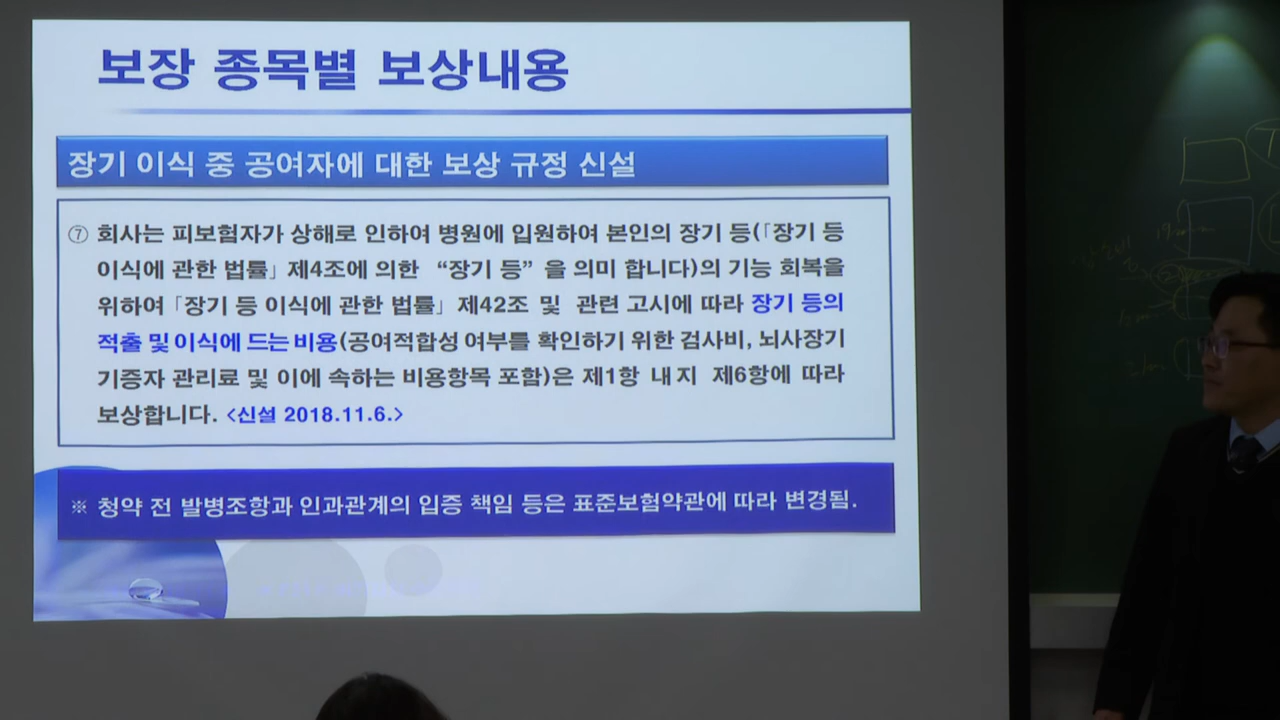 보장 종목별 보상내용
장기 이식 중 공여자에 대한 보상 규정 신설
⑦ 회사는 피보험자가 상해로 인하여 병원에 입원하여 본인의 장기 등(「장기 등
이식에 관한 법률」 제4조에 의한 “장기 등” 을 의미 합니다)의 기능 회복을
위하여 「장기 등 이식에 관한 법률」 제42조 및 관련 고시에 따라 장기 등의
적출 및 이식에 드는 비용(공여적합성 여부를 확인하기 위한 검사비, 뇌사장기
기증자 관리료 및 이에 속하는 비용항목 포함)은 제1항 내지 제6항에 따라
보상합니다. <신설 2018.11.6.>
※ 청약 전 발병조항과 인과관계의 입증 책임 등은 표준보험약관에 따라 변경됨.